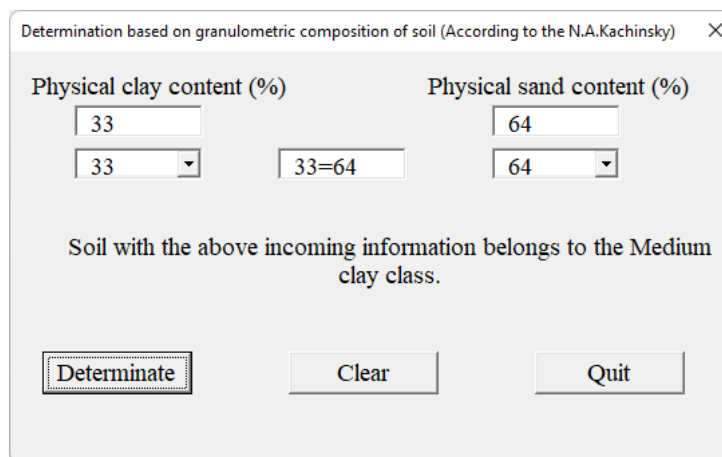 Determination based on granulometric composition of soil (According to the N.A.Kachinsky)
Physical clay content (%) Physical sand content (%)
33 64
33 33=64 64
Soil with the above incoming information belongs to the Medium
clay class.
Determinate Clear Quit